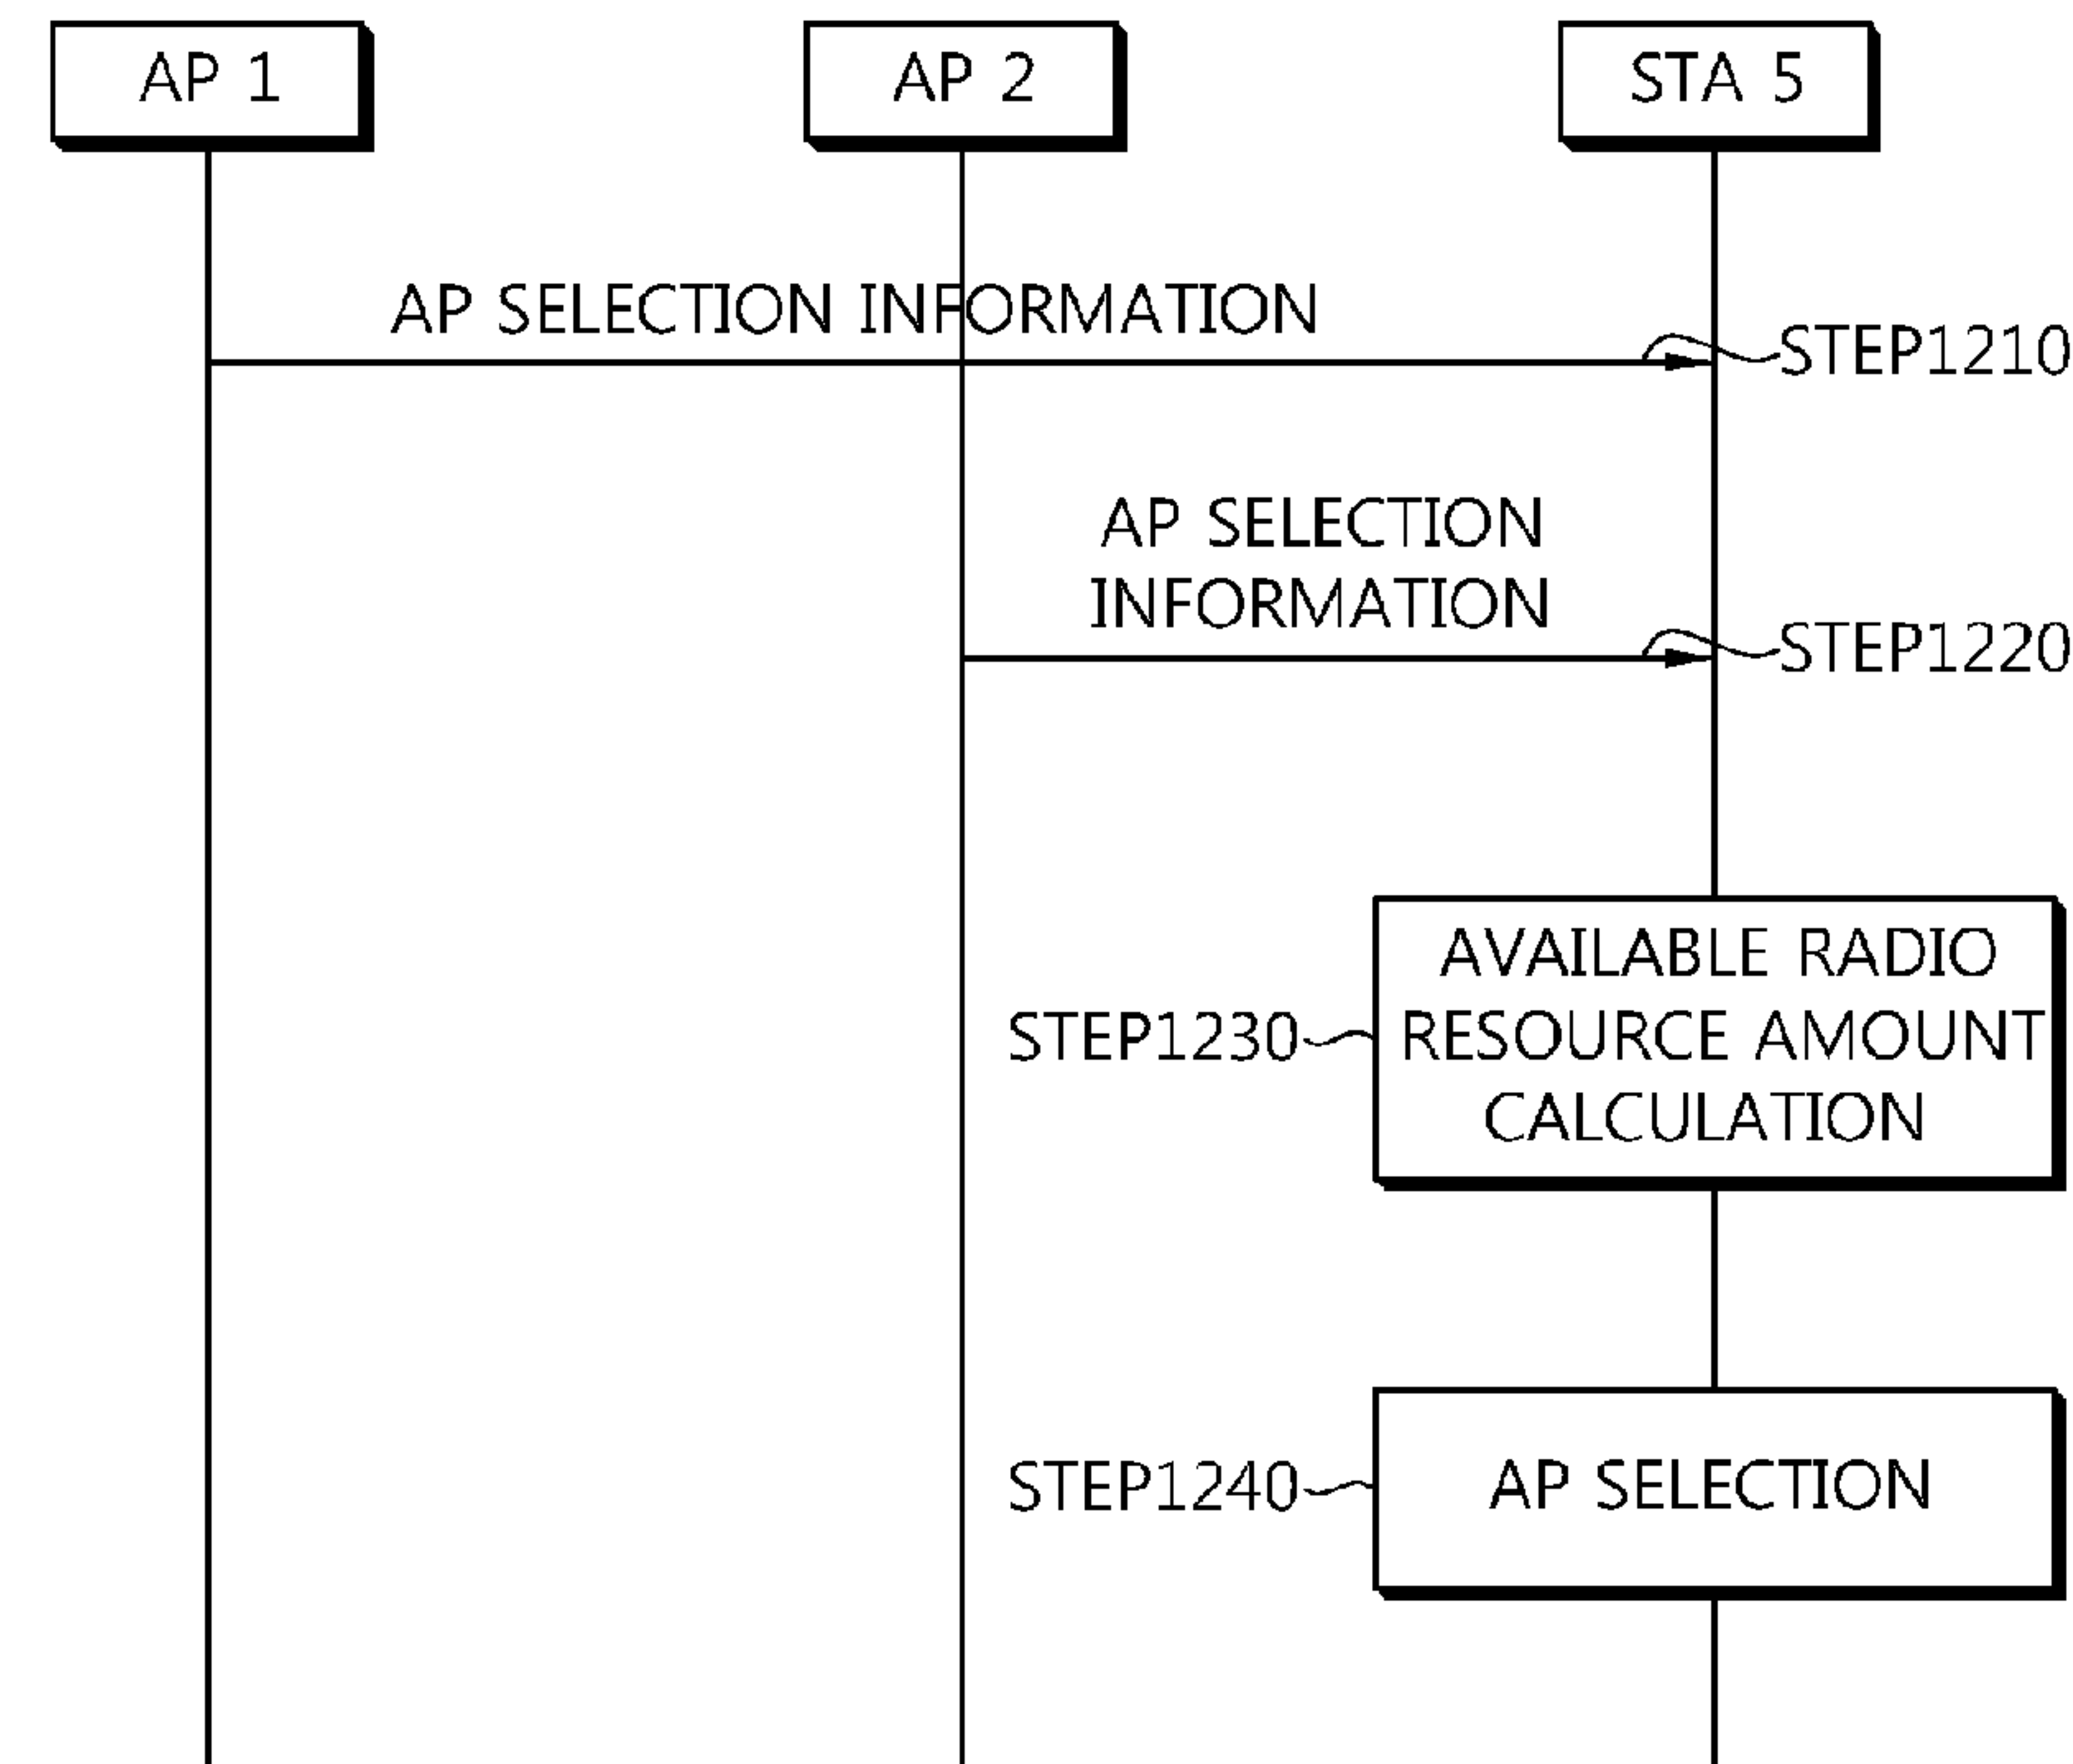 AP 1
AP 2
STA 5
AP SELECTION INFORMATION
STEP1210
AP SELECTION
INFORMATION
STEP1220
AVAILABLE RADIO
RESOURCE AMOUNT
CALCULATION
STEP1230
AP SELECTION
STEP1240